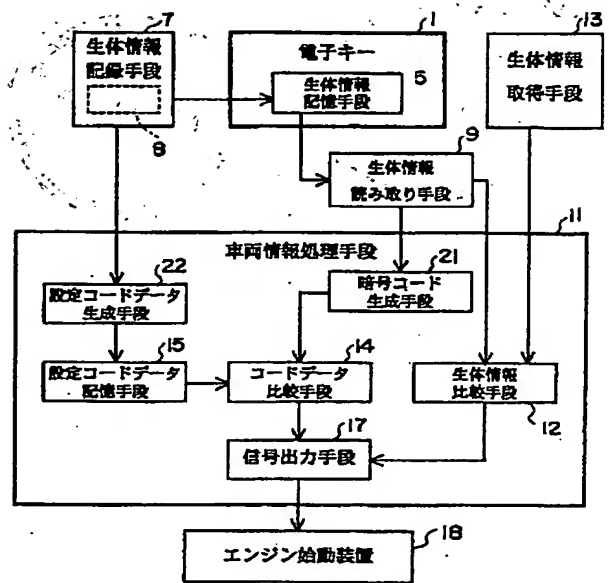 7
生体情報
記録手段
8
1
電子キー
生体情報
記憶手段
5
13
生体情報
取得手段
9
生体情報
読み取り手段
11
車両情報処理手段
22
設定コードデータ
生成手段
21
暗号コード
生成手段
15
設定コードデータ
記憶手段
14
コードデータ
比較手段
生体情報
比較手段
12
17
信号出力手段
18
エンジン始動装置